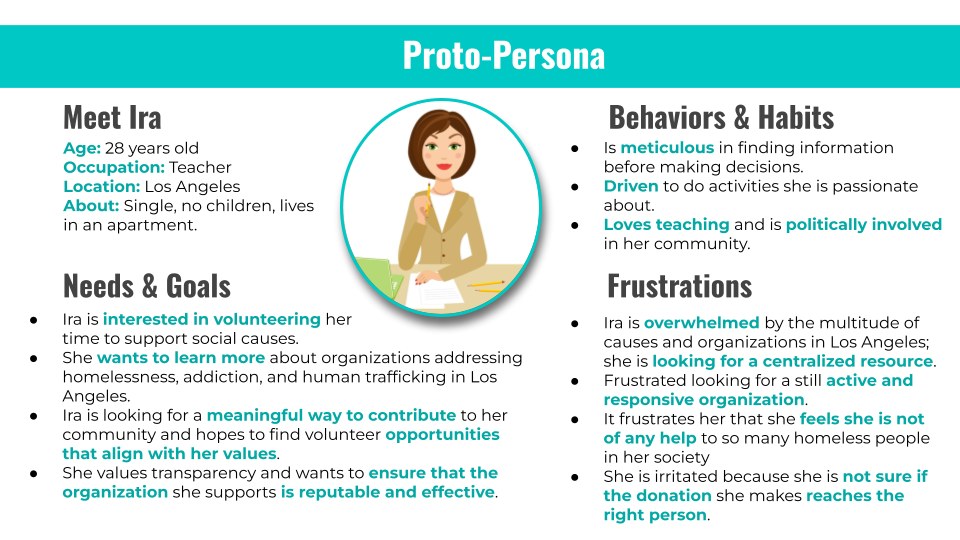 Proto-Persona
Meet Ira
Age: 28 years old
Occupation: Teacher
Location: Los Angeles
About: Single, no children, lives
in an apartment.
Needs & Goals
● Ira is interested in volunteering her
time to support social causes.
● She wants to learn more about organizations addressing
homelessness, addiction, and human trafficking in Los
Angeles.
● Ira is looking for a meaningful way to contribute to her
community and hopes to find volunteer opportunities
that align with her values.
● She values transparency and wants to ensure that the
organization she supports is reputable and effective.
Behaviors & Habits
● Is meticulous in finding information
before making decisions.
● Driven to do activities she is passionate
about.
● Loves teaching and is politically involved
in her community.
Frustrations
● Ira is overwhelmed by the multitude of
causes and organizations in Los Angeles;
she is looking for a centralized resource.
● Frustrated looking for a still active and
responsive organization.
● It frustrates her that she feels she is not
of any help to so many homeless people
in her society
● She is irritated because she is not sure if
the donation she makes reaches the
right person.